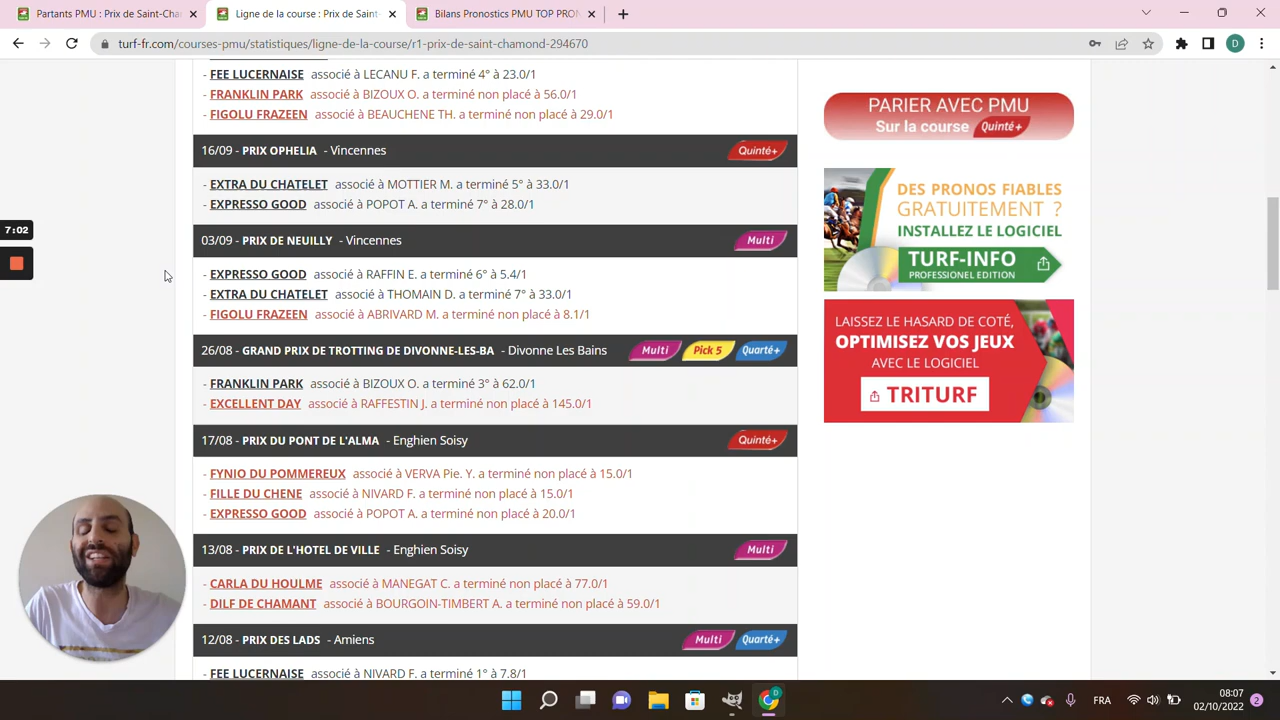 Partants PMU : Prix de Saint-Cha
Ligne de la course : Prix de Saint-
Bilans Pronostics PMU TOP PRON
turf-fr.com/courses-pmu/statistiques/ligne-de-la-course/r1-prix-de-saint-chamond-294670
D
- FEE LUCERNAISE associé à LECANU F. a terminé 4° à 23.0/1
- FRANKLIN PARK associé à BIZOUX O. a terminé non placé à 56.0/1
- FIGOLU FRAZEEN associé à BEAUCHENE TH. a terminé non placé à 29.0/1
16/09 - PRIX OPHELIA - Vincennes Quinté+
- EXTRA DU CHATELET associé à MOTTIER M. a terminé 5° à 33.0/1
- EXPRESSO GOOD associé à POPOT A. a terminé 7° à 28.0/1
03/09 - PRIX DE NEUILLY - Vincennes Multi
- EXPRESSO GOOD associé à RAFFIN E. a terminé 6° à 5.4/1
- EXTRA DU CHATELET associé à THOMAIN D. a terminé 7° à 33.0/1
- FIGOLU FRAZEEN associé à ABRIVARD M. a terminé non placé à 8.1/1
26/08 - GRAND PRIX DE TROTTING DE DIVONNE-LES-BA - Divonne Les Bains Multi Pick 5 Quarté+
- FRANKLIN PARK associé à BIZOUX O. a terminé 3° à 62.0/1
- EXCELLENT DAY associé à RAFFESTIN J. a terminé non placé à 145.0/1
17/08 - PRIX DU PONT DE L'ALMA - Enghien Soisy Quinté+
- FYNIO DU POMMEREUX associé à VERVA Pie. Y. a terminé non placé à 15.0/1
- FILLE DU CHENE associé à NIVARD F. a terminé non placé à 15.0/1
- EXPRESSO GOOD associé à POPOT A. a terminé non placé à 20.0/1
13/08 - PRIX DE L'HOTEL DE VILLE - Enghien Soisy Multi
- CARLA DU HOULME associé à MANEGAT C. a terminé non placé à 77.0/1
- DILF DE CHAMANT associé à BOURGOIN-TIMBERT A. a terminé non placé à 59.0/1
12/08 - PRIX DES LADS - Amiens Multi Quarté+
- FEE LUCERNAISE associé à NIVARD F. a terminé 1° à 7.8/1
PARIER AVEC PMU
Sur la course Quinté+
DES PRONOS FIABLES
GRATUITEMENT ?
INSTALLEZ LE LOGICIEL
TURF-INFO
PROFESSIONEL EDITION
LAISSEZ LE HASARD DE COTÉ,
OPTIMISEZ VOS JEUX
AVEC LE LOGICIEL
TRITURF
7:02
D
FRA
08:07
02/10/2022
2